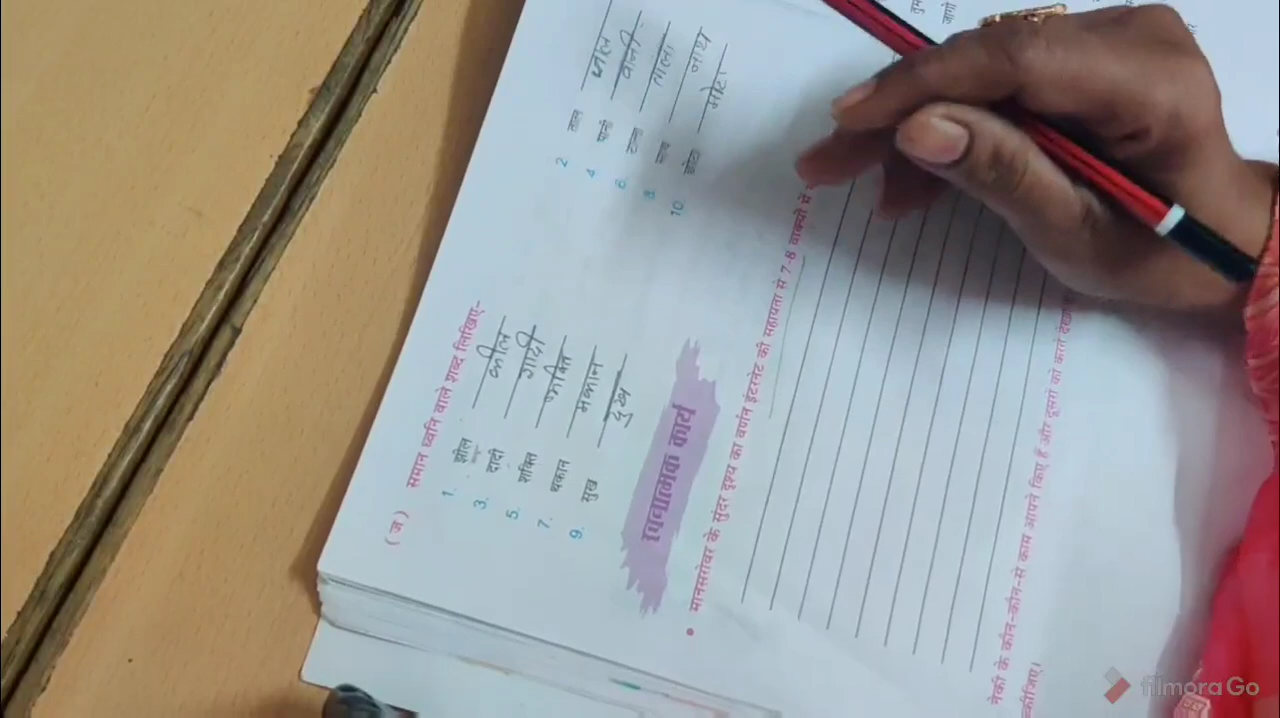 (ज) समान ध्वनि वाले शब्द लिखिए-
1. झील कील 2 ताल जाल
3. दादी गादी 4 पानी वानी
5. शक्ति भक्ति 6. टाला
7. थकान मकान 8
9. सुख दुख 10 छोटा मोटा
रचनात्मक कार्य
• मानसरोवर के सुंदर दृश्य का वर्णन इंटरनेट की सहायता से 7-8 वाक्यों में
नेकी के कौन-कौन-से काम आपने किए हैं और दूसरों को करते
कीजिए।
तुम
जागो
filmora Go